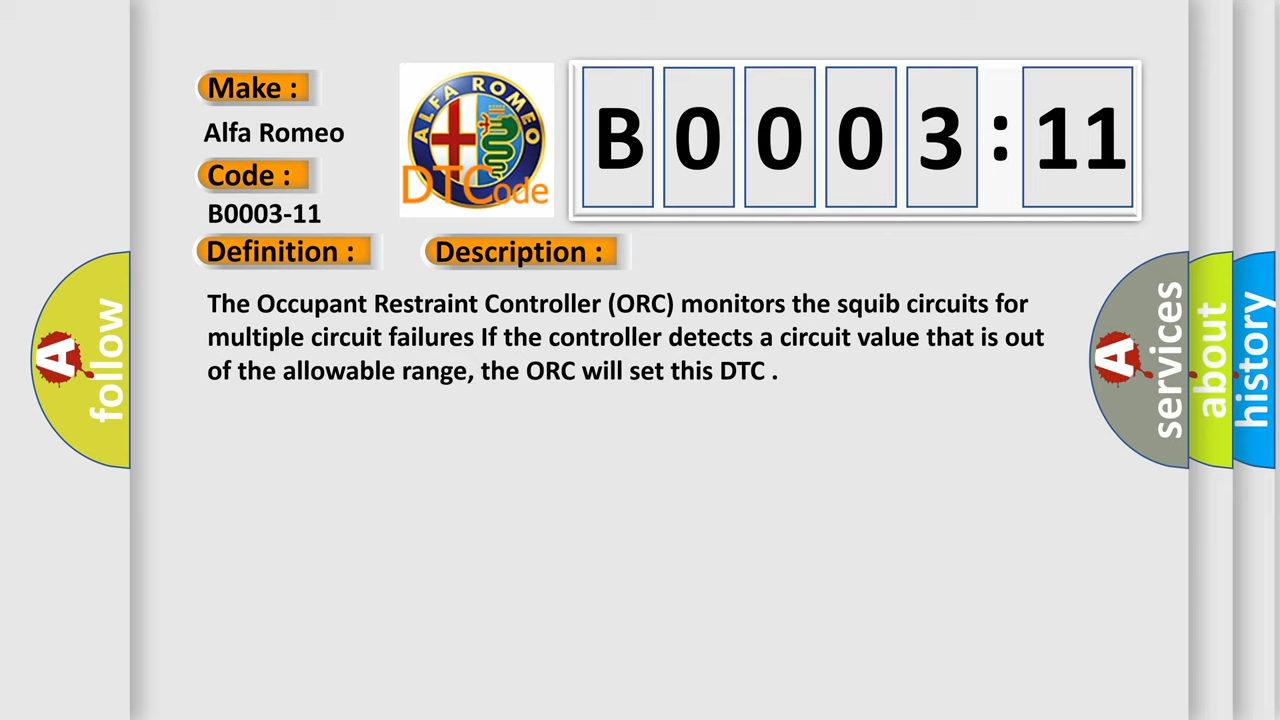 Make :
Alfa Romeo
Code :
B0003-11
Definition :
Description :
ALFA ROMEO
DTCode
B 0 0 0 3 : 11
The Occupant Restraint Controller (ORC) monitors the squib circuits for
multiple circuit failures If the controller detects a circuit value that is out
of the allowable range, the ORC will set this DTC .
A
follow
A
services
about
history